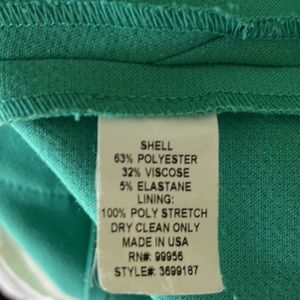 SHELL
63% POLYESTER
32% VISCOSE
5% ELASTANE
LINING:
100% POLY STRETCH
DRY CLEAN ONLY
MADE IN USA
RN#: 99956
STYLE#: 3699187